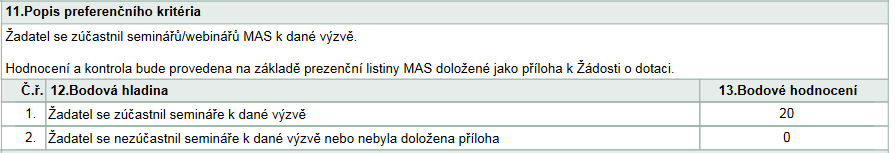 11.Popis preferenčního kritéria
Žadatel se zúčastnil seminářů/webinářů MAS k dané výzvě.
Hodnocení a kontrola bude provedena na základě prezenční listiny MAS doložené jako příloha k Žádosti o dotaci.
Č.ř. 12.Bodová hladina 13.Bodové hodnocení
1. Žadatel se zúčastnil semináře k dané výzvě 20
2. Žadatel se nezúčastnil semináře k dané výzvě nebo nebyla doložena příloha 0